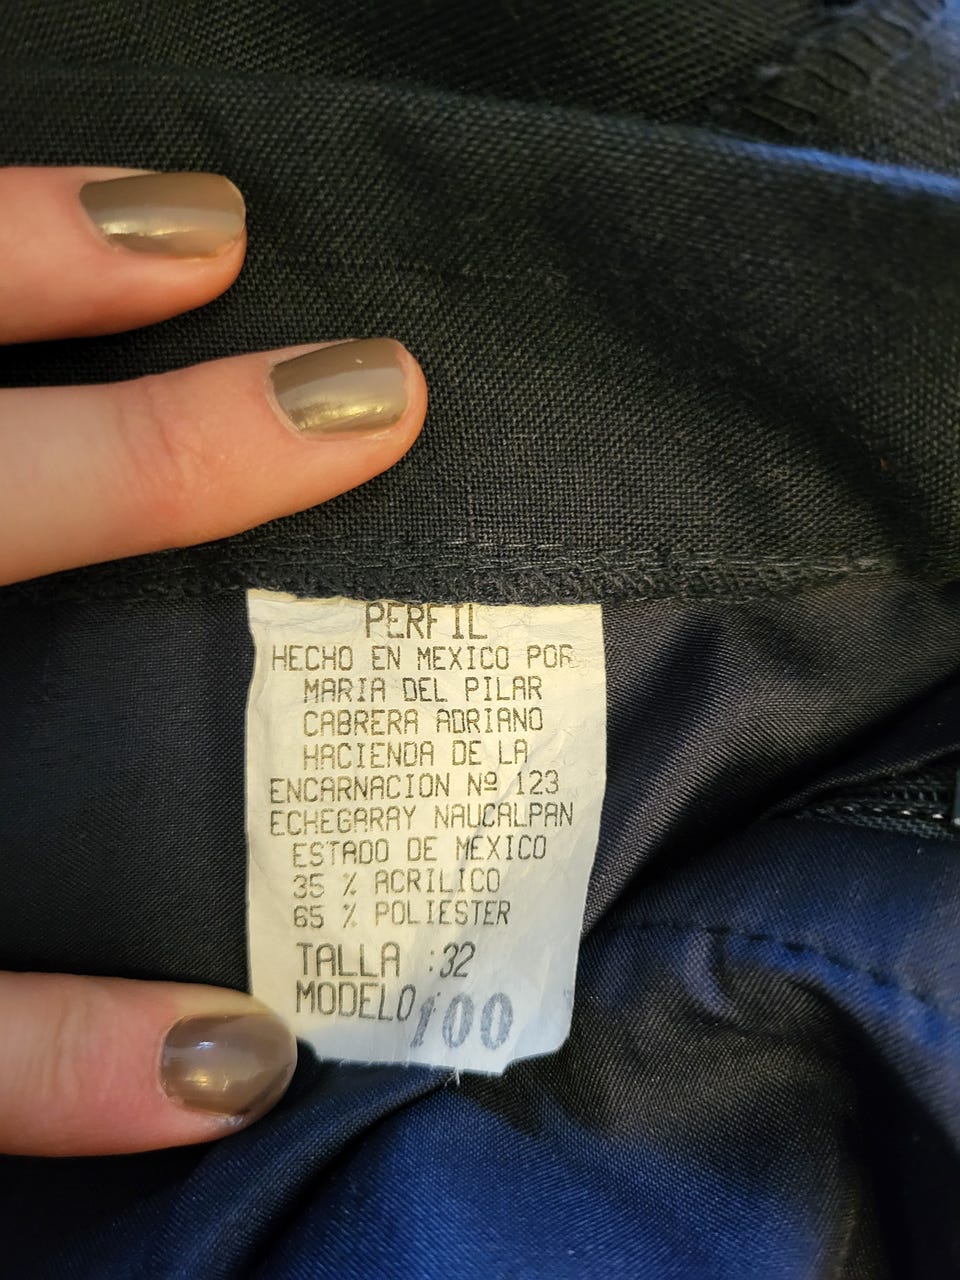 PERFIL
HECHO EN MEXICO POR
MARIA DEL PILAR
CABRERA ADRIANO
HACIENDA DE LA
ENCARNACION Nº 123
ECHEGARAY NAUCALPAN
ESTADO DE MEXICO
35 % ACRILICO
65 % POLIESTER
TALLA :32
MODELO: 100